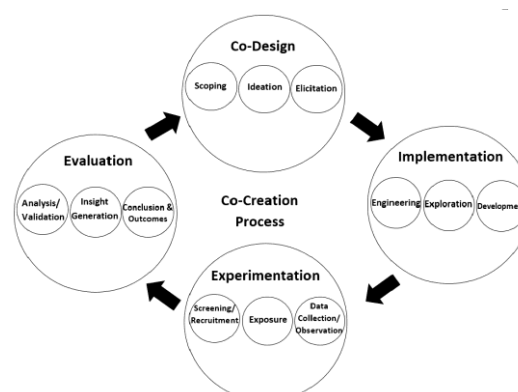 Co-Design
Scoping
Ideation
Elicitation
Evaluation
Analysis/
Validation
Insight
Generation
Conclusion &
Outcomes
Co-Creation
Process
Implementation
Engineering
Exploration
Developme
Experimentation
Screening/
Recruitment
Exposure
Data
Collection/
Observation